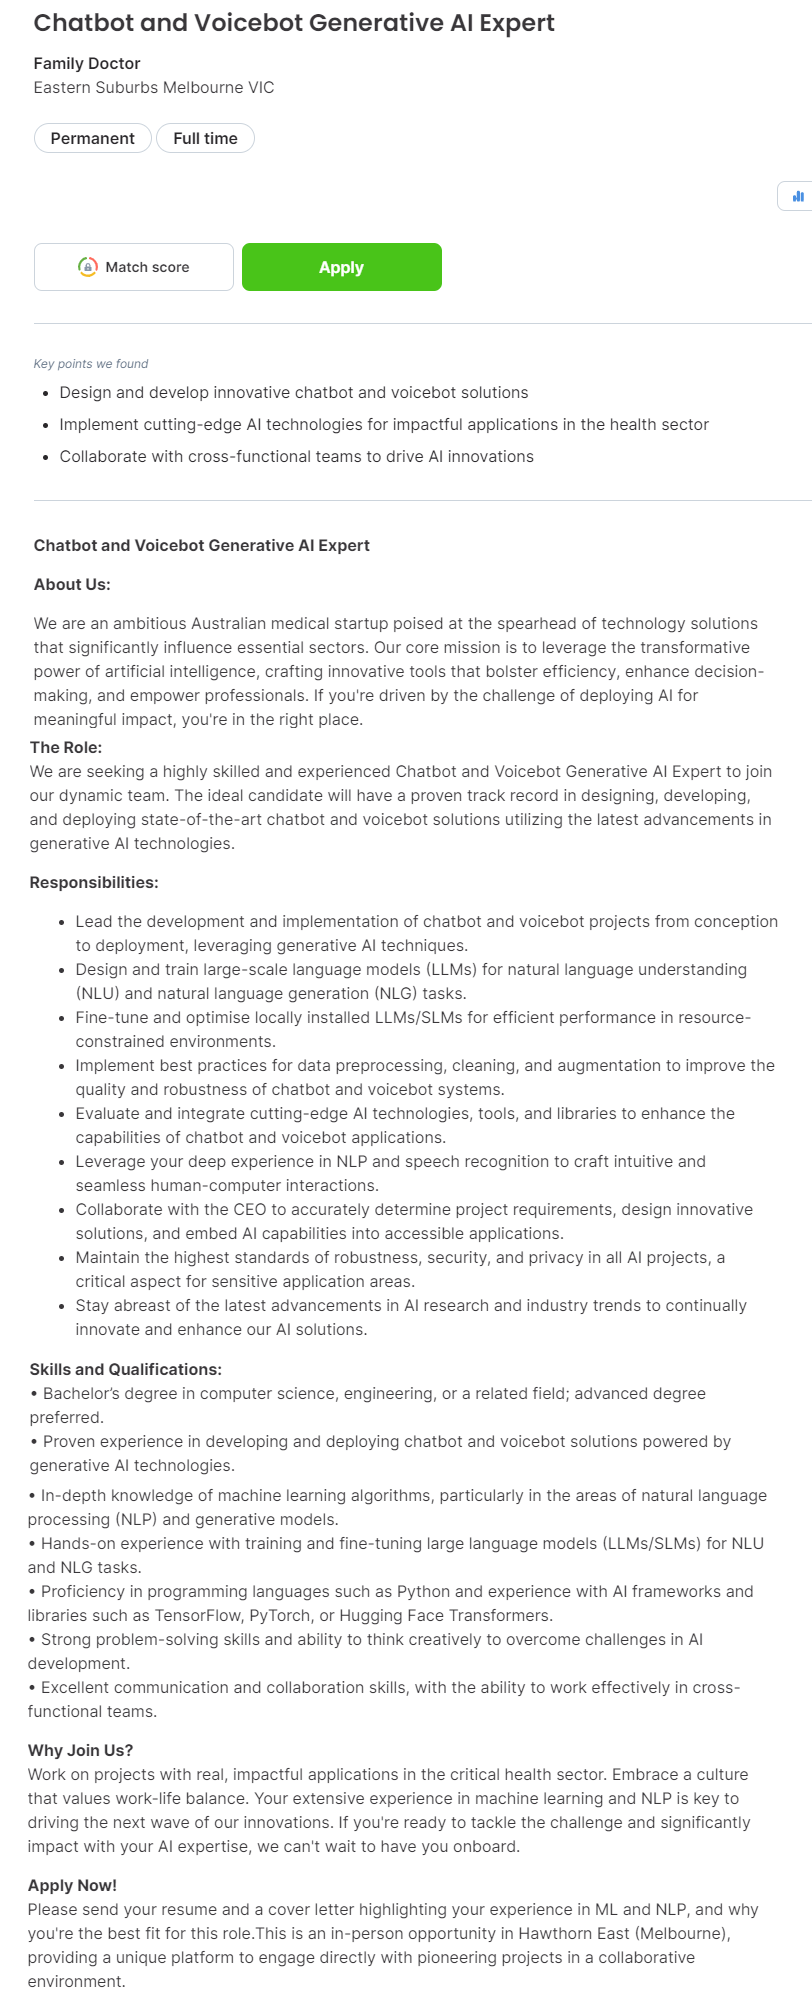 Chatbot and Voicebot Generative AI Expert
Family Doctor
Eastern Suburbs Melbourne VIC
Permanent
Full time
Match score
Apply
Key points we found
• Design and develop innovative chatbot and voicebot solutions
• Implement cutting-edge AI technologies for impactful applications in the health sector
• Collaborate with cross-functional teams to drive AI innovations
Chatbot and Voicebot Generative AI Expert
About Us:
We are an ambitious Australian medical startup poised at the spearhead of technology solutions
that significantly influence essential sectors. Our core mission is to leverage the transformative
power of artificial intelligence, crafting innovative tools that bolster efficiency, enhance decision-
making, and empower professionals. If you're driven by the challenge of deploying AI for
meaningful impact, you're in the right place.
The Role:
We are seeking a highly skilled and experienced Chatbot and Voicebot Generative AI Expert to join
our dynamic team. The ideal candidate will have a proven track record in designing, developing,
and deploying state-of-the-art chatbot and voicebot solutions utilizing the latest advancements in
generative AI technologies.
Responsibilities:
• Lead the development and implementation of chatbot and voicebot projects from conception
to deployment, leveraging generative AI techniques.
• Design and train large-scale language models (LLMs) for natural language understanding
(NLU) and natural language generation (NLG) tasks.
• Fine-tune and optimise locally installed LLMs/SLMs for efficient performance in resource-
constrained environments.
• Implement best practices for data preprocessing, cleaning, and augmentation to improve the
quality and robustness of chatbot and voicebot systems.
• Evaluate and integrate cutting-edge AI technologies, tools, and libraries to enhance the
capabilities of chatbot and voicebot applications.
• Leverage your deep experience in NLP and speech recognition to craft intuitive and
seamless human-computer interactions.
• Collaborate with the CEO to accurately determine project requirements, design innovative
solutions, and embed AI capabilities into accessible applications.
• Maintain the highest standards of robustness, security, and privacy in all AI projects, a
critical aspect for sensitive application areas.
• Stay abreast of the latest advancements in AI research and industry trends to continually
innovate and enhance our AI solutions.
Skills and Qualifications:
• Bachelor’s degree in computer science, engineering, or a related field; advanced degree
preferred.
• Proven experience in developing and deploying chatbot and voicebot solutions powered by
generative AI technologies.
• In-depth knowledge of machine learning algorithms, particularly in the areas of natural language
processing (NLP) and generative models.
• Hands-on experience with training and fine-tuning large language models (LLMs/SLMs) for NLU
and NLG tasks.
• Proficiency in programming languages such as Python and experience with AI frameworks and
libraries such as TensorFlow, PyTorch, or Hugging Face Transformers.
• Strong problem-solving skills and ability to think creatively to overcome challenges in AI
development.
• Excellent communication and collaboration skills, with the ability to work effectively in cross-
functional teams.
Why Join Us?
Work on projects with real, impactful applications in the critical health sector. Embrace a culture
that values work-life balance. Your extensive experience in machine learning and NLP is key to
driving the next wave of our innovations. If you're ready to tackle the challenge and significantly
impact with your AI expertise, we can't wait to have you onboard.
Apply Now!
Please send your resume and a cover letter highlighting your experience in ML and NLP, and why
you're the best fit for this role.This is an in-person opportunity in Hawthorn East (Melbourne),
providing a unique platform to engage directly with pioneering projects in a collaborative
environment.